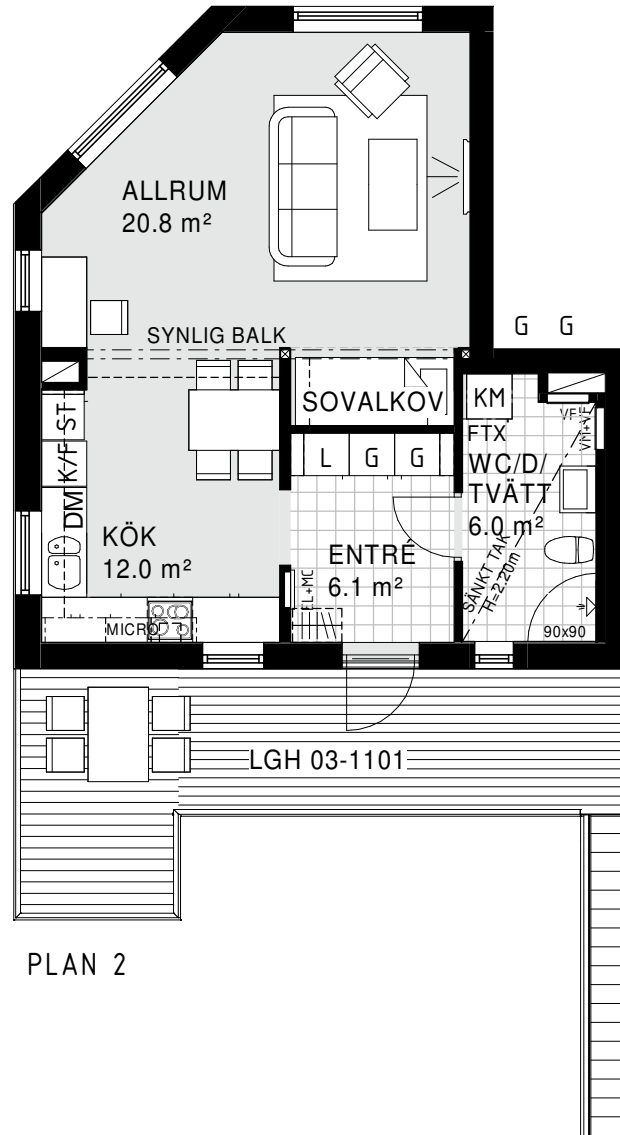 ALLRUM
20.8 m²
G G
SYNLIG BALK
SOVALKOV
KM
VF
VM+VF
ST
K/F
DM
FTX
WC/D/
TVÄTT
6.0 m²
L G G
KÖK
12.0 m²
ENTRÉ
6.1 m²
EL+MC
SÄNKT TAK
H=2.20m
MICRO
90x90
LGH 03-1101
PLAN 2